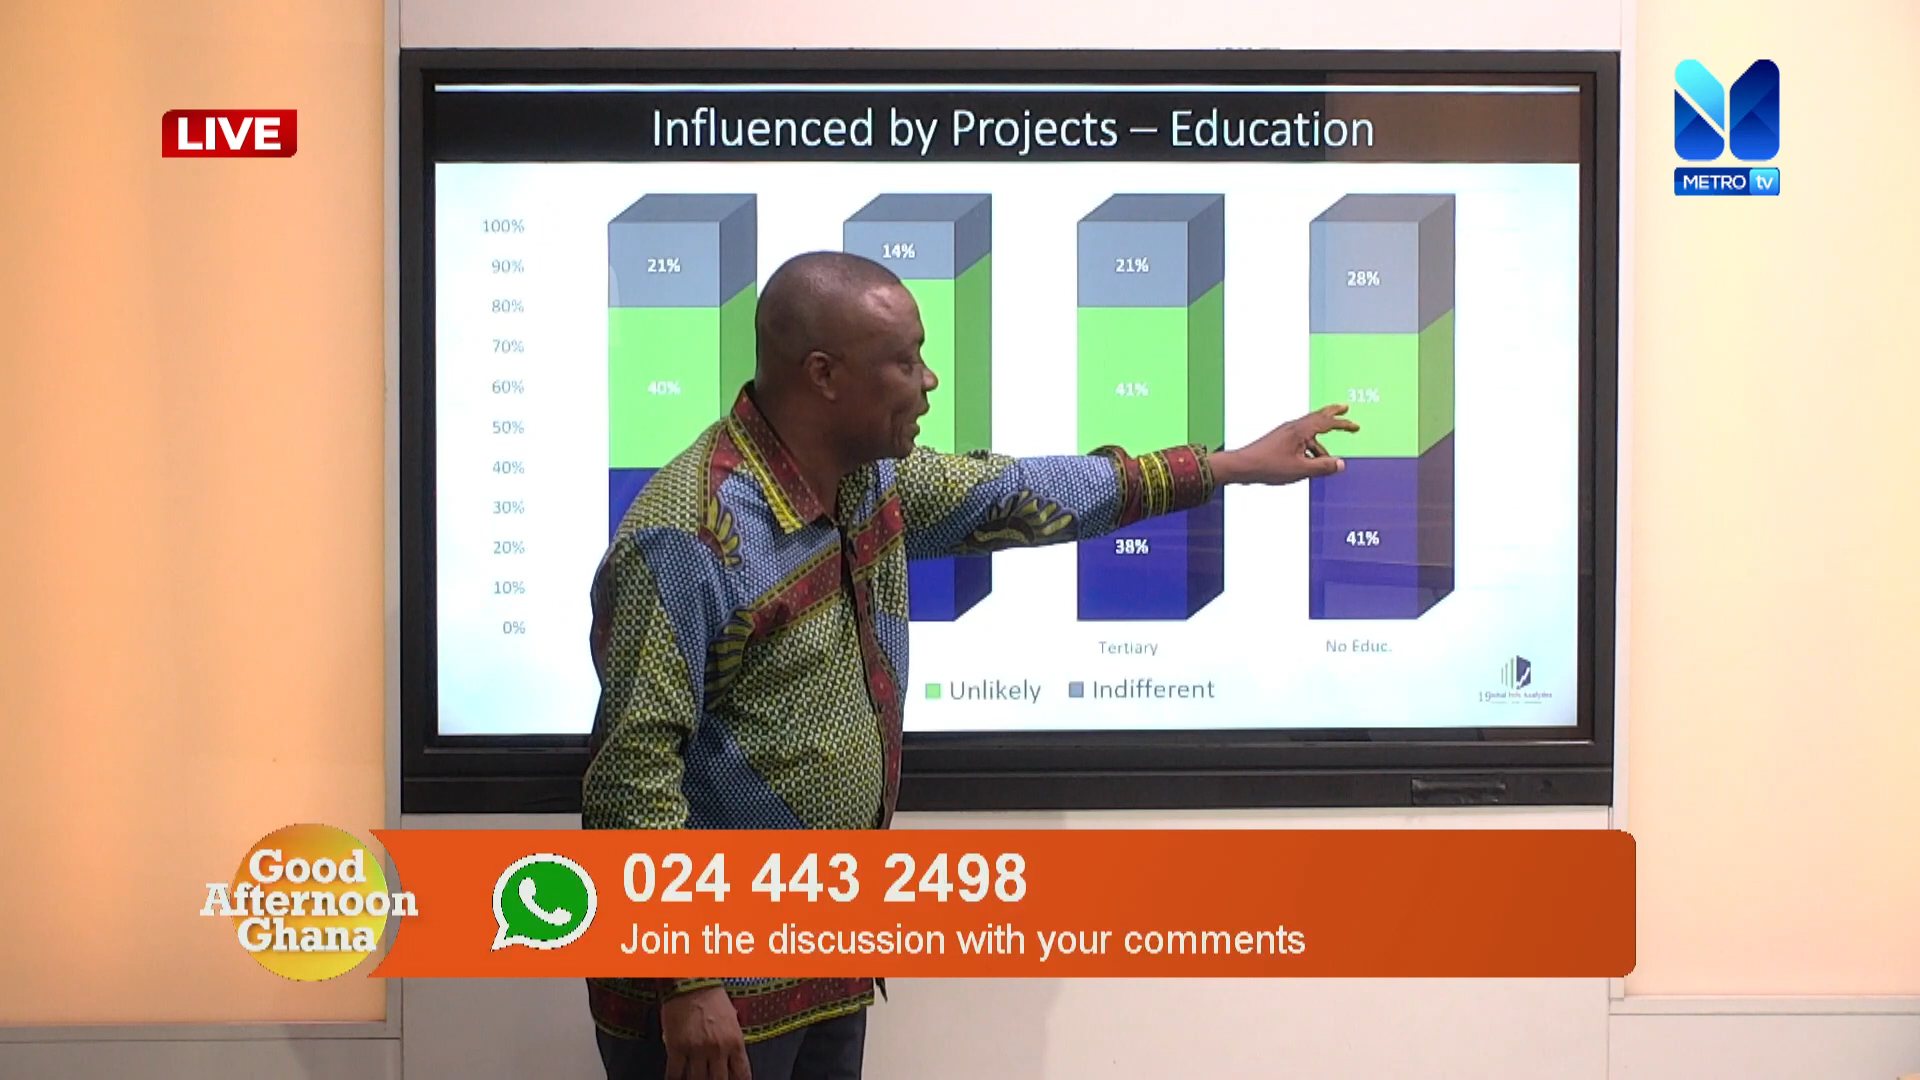 LIVE
METRO tv
Influenced by Projects – Education
100%
90%
80%
70%
60%
50%
40%
30%
20%
10%
0%
21%
14%
21%
28%
40%
41%
31%
38%
41%
Tertiary
No Educ.
Unlikely
Indifferent
Good
Afternoon
Ghana
024 443 2498
Join the discussion with your comments